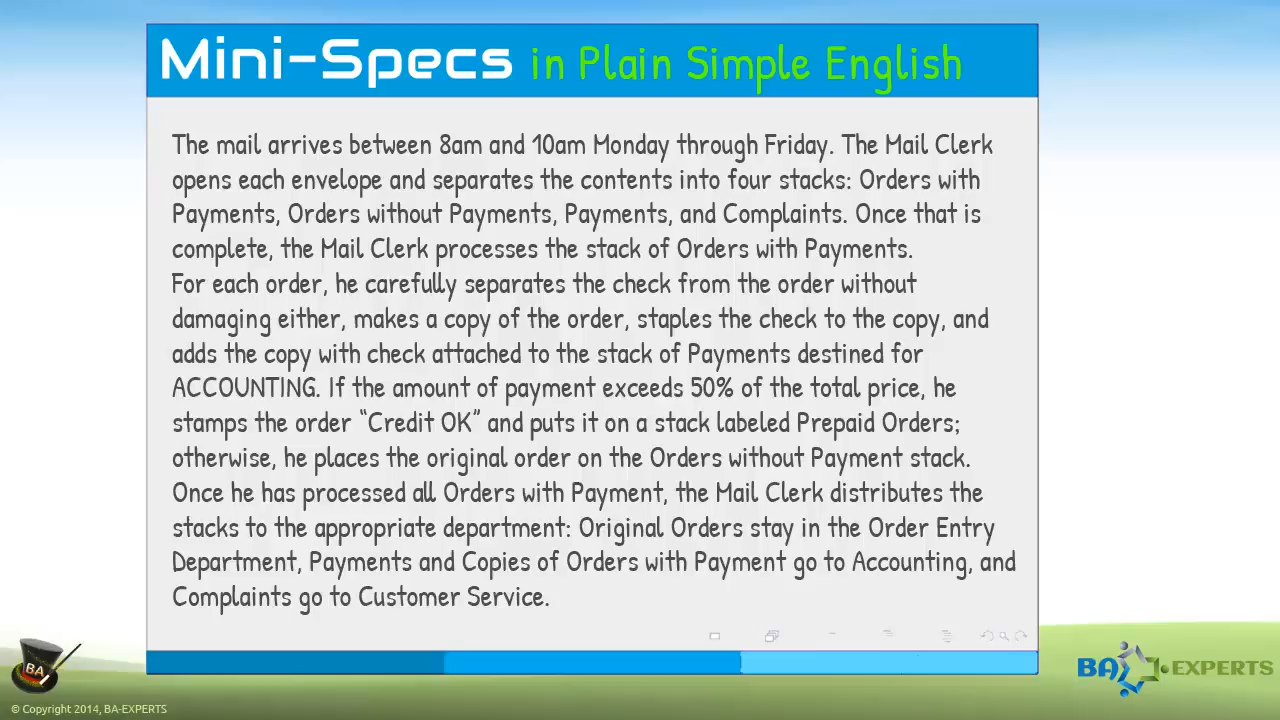 Mini-Specs in Plain Simple English
The mail arrives between 8am and 10am Monday through Friday. The Mail Clerk
opens each envelope and separates the contents into four stacks: Orders with
Payments, Orders without Payments, Payments, and Complaints. Once that is
complete, the Mail Clerk processes the stack of Orders with Payments.
For each order, he carefully separates the check from the order without
damaging either, makes a copy of the order, staples the check to the copy, and
adds the copy with check attached to the stack of Payments destined for
ACCOUNTING. If the amount of payment exceeds 50% of the total price, he
stamps the order “Credit OK” and puts it on a stack labeled Prepaid Orders;
otherwise, he places the original order on the Orders without Payment stack.
Once he has processed all Orders with Payment, the Mail Clerk distributes the
stacks to the appropriate department: Original Orders stay in the Order Entry
Department, Payments and Copies of Orders with Payment go to Accounting, and
Complaints go to Customer Service.
BA
BA EXPERTS
© Copyright 2014, BA-EXPERTS